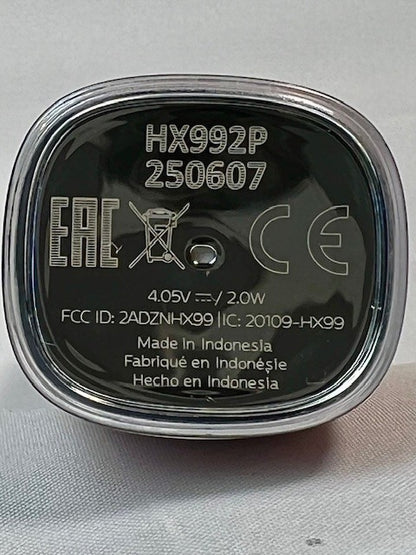 HX992P
250607
EAC CE
4.05V ⎓/ 2.0W
FCC ID: 2ADZNHX99 | IC: 20109-HX99
Made in Indonesia
Fabriqué en Indonésie
Hecho en Indonesia